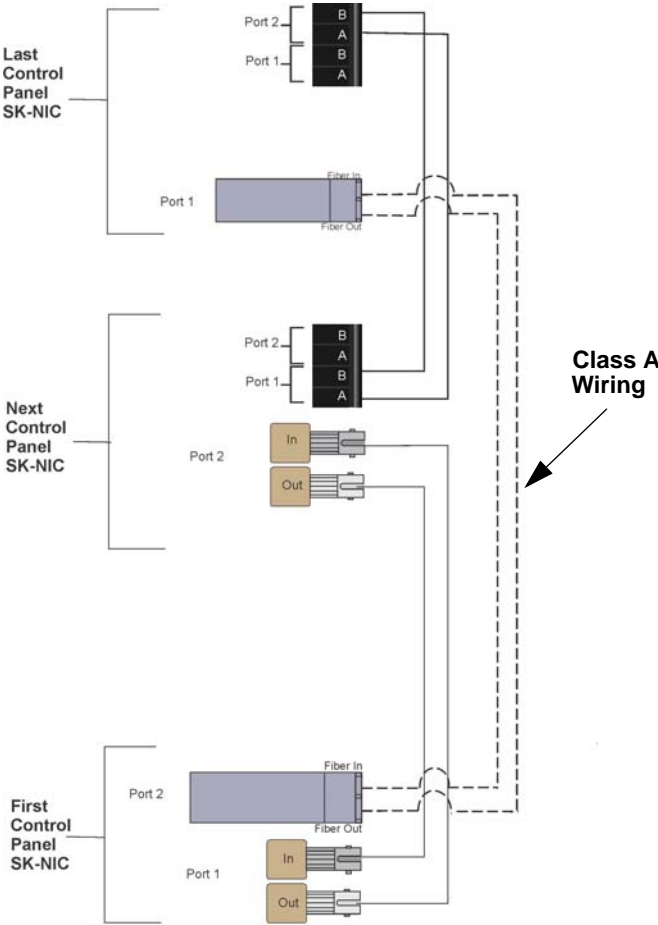 Last
Control
Panel
SK-NIC
Port 2
B
A
Port 1
B
A
Port 1
Fiber In
Fiber Out
Next
Control
Panel
SK-NIC
Port 2
B
A
Port 1
B
A
Port 2
In
Out
Class A
Wiring
First
Control
Panel
SK-NIC
Port 2
Fiber In
Fiber Out
Port 1
In
Out